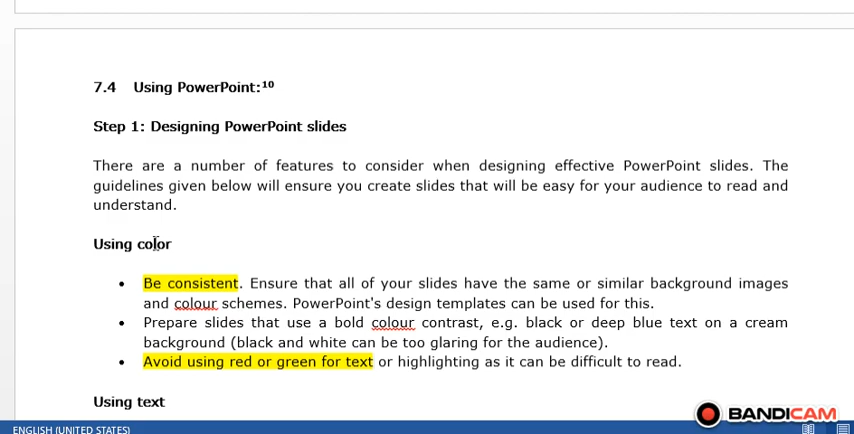 7.4 Using PowerPoint:10
Step 1: Designing PowerPoint slides
There are a number of features to consider when designing effective PowerPoint slides. The
guidelines given below will ensure you create slides that will be easy for your audience to read and
understand.
Using color
• Be consistent. Ensure that all of your slides have the same or similar background images
and colour schemes. PowerPoint's design templates can be used for this.
• Prepare slides that use a bold colour contrast, e.g. black or deep blue text on a cream
background (black and white can be too glaring for the audience).
• Avoid using red or green for text or highlighting as it can be difficult to read.
Using text
BANDICAM
ENGLISH (UNITED STATES)